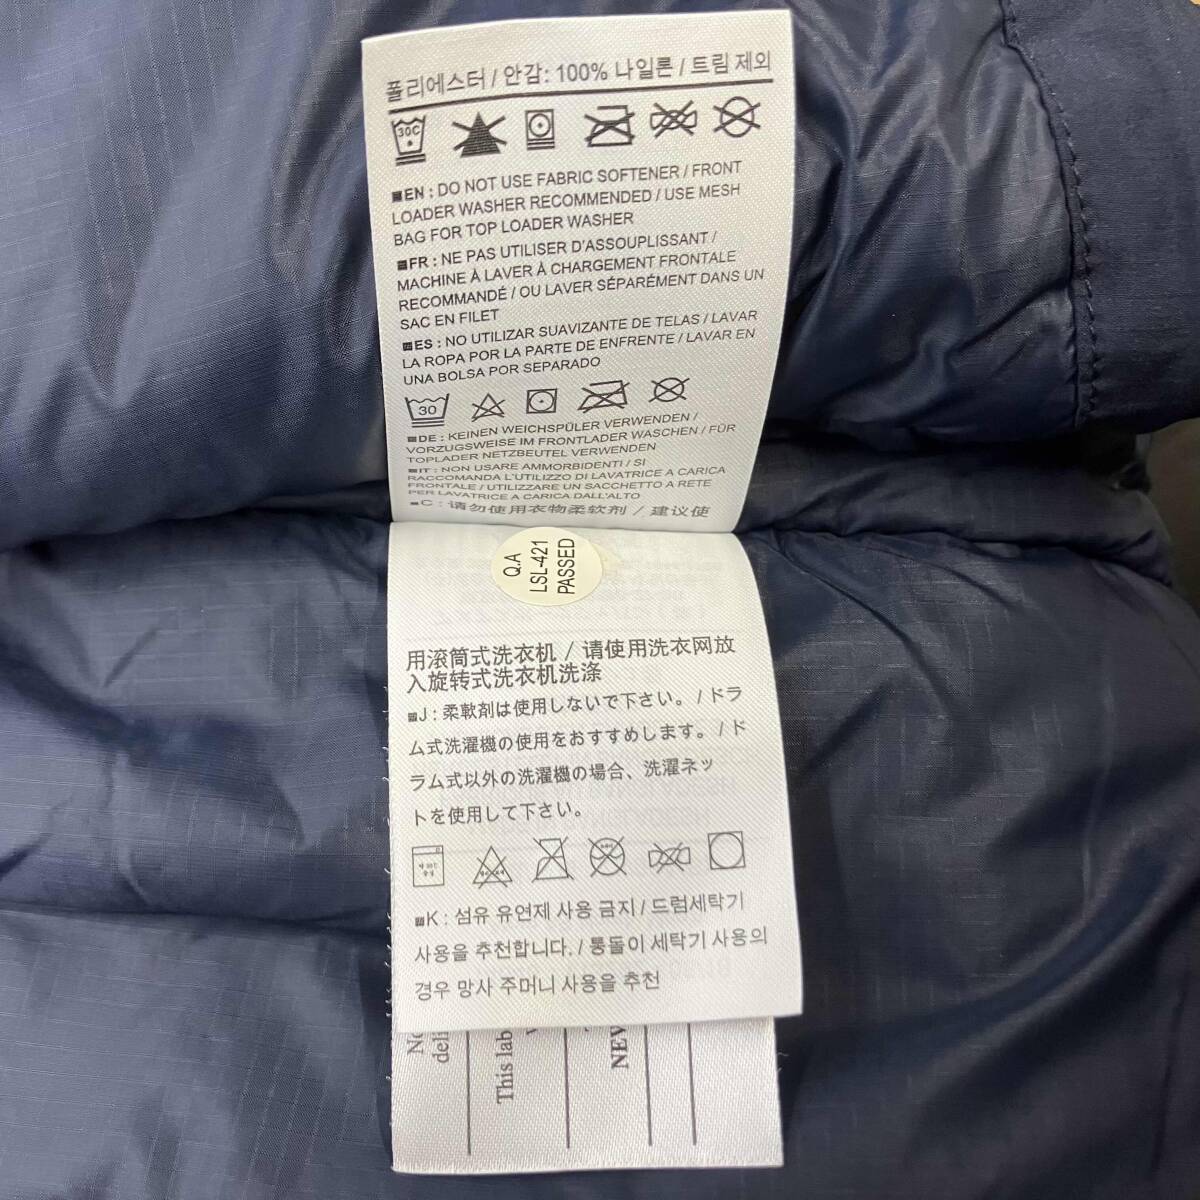 폴리에스터 / 안감: 100% 나일론 / 트림 제외
30C
■EN : DO NOT USE FABRIC SOFTENER / FRONT
LOADER WASHER RECOMMENDED / USE MESH
BAG FOR TOP LOADER WASHER
■FR : NE PAS UTILISER D'ASSOUPLISSANT /
MACHINE À LAVER À CHARGEMENT FRONTALE
RECOMMANDÉ / OU LAVER SÉPARÉMENT DANS UN
SAC EN FILET
■ES : NO UTILIZAR SUAVIZANTE DE TELAS / LAVAR
LA ROPA POR LA PARTE DE ENFRENTE / LAVAR EN
UNA BOLSA POR SEPARADO
30
■DE : KEINEN WEICHSPÜLER VERWENDEN /
VORZUGSWEISE IM FRONTLADER WASCHEN / FÜR
TOPLADER NETZBEUTEL VERWENDEN
■IT : NON USARE AMMORBIDENTI / SI
RACCOMANDA L'UTILIZZO DI LAVATRICE A CARICA
FRONTALE / UTILIZZARE UN SACCHETTO A RETE
PER LAVATRICE A CARICA DALL'ALTO
■C : 请勿使用衣物柔软剂 / 建议使
Q.A
LSL-421
PASSED
用滚筒式洗衣机 / 请使用洗衣网放
入旋转式洗衣机洗涤
■J : 柔軟剤は使用しないで下さい。 / ドラ
ム式洗濯機の使用をおすすめします。 / ド
ラム式以外の洗濯機の場合、洗濯ネッ
トを使用して下さい。
■K : 섬유 유연제 사용 금지 / 드럼세탁기
사용을 추천합니다. / 통돌이 세탁기 사용의
경우 망사 주머니 사용을 추천
No
deli
This lab
NEV